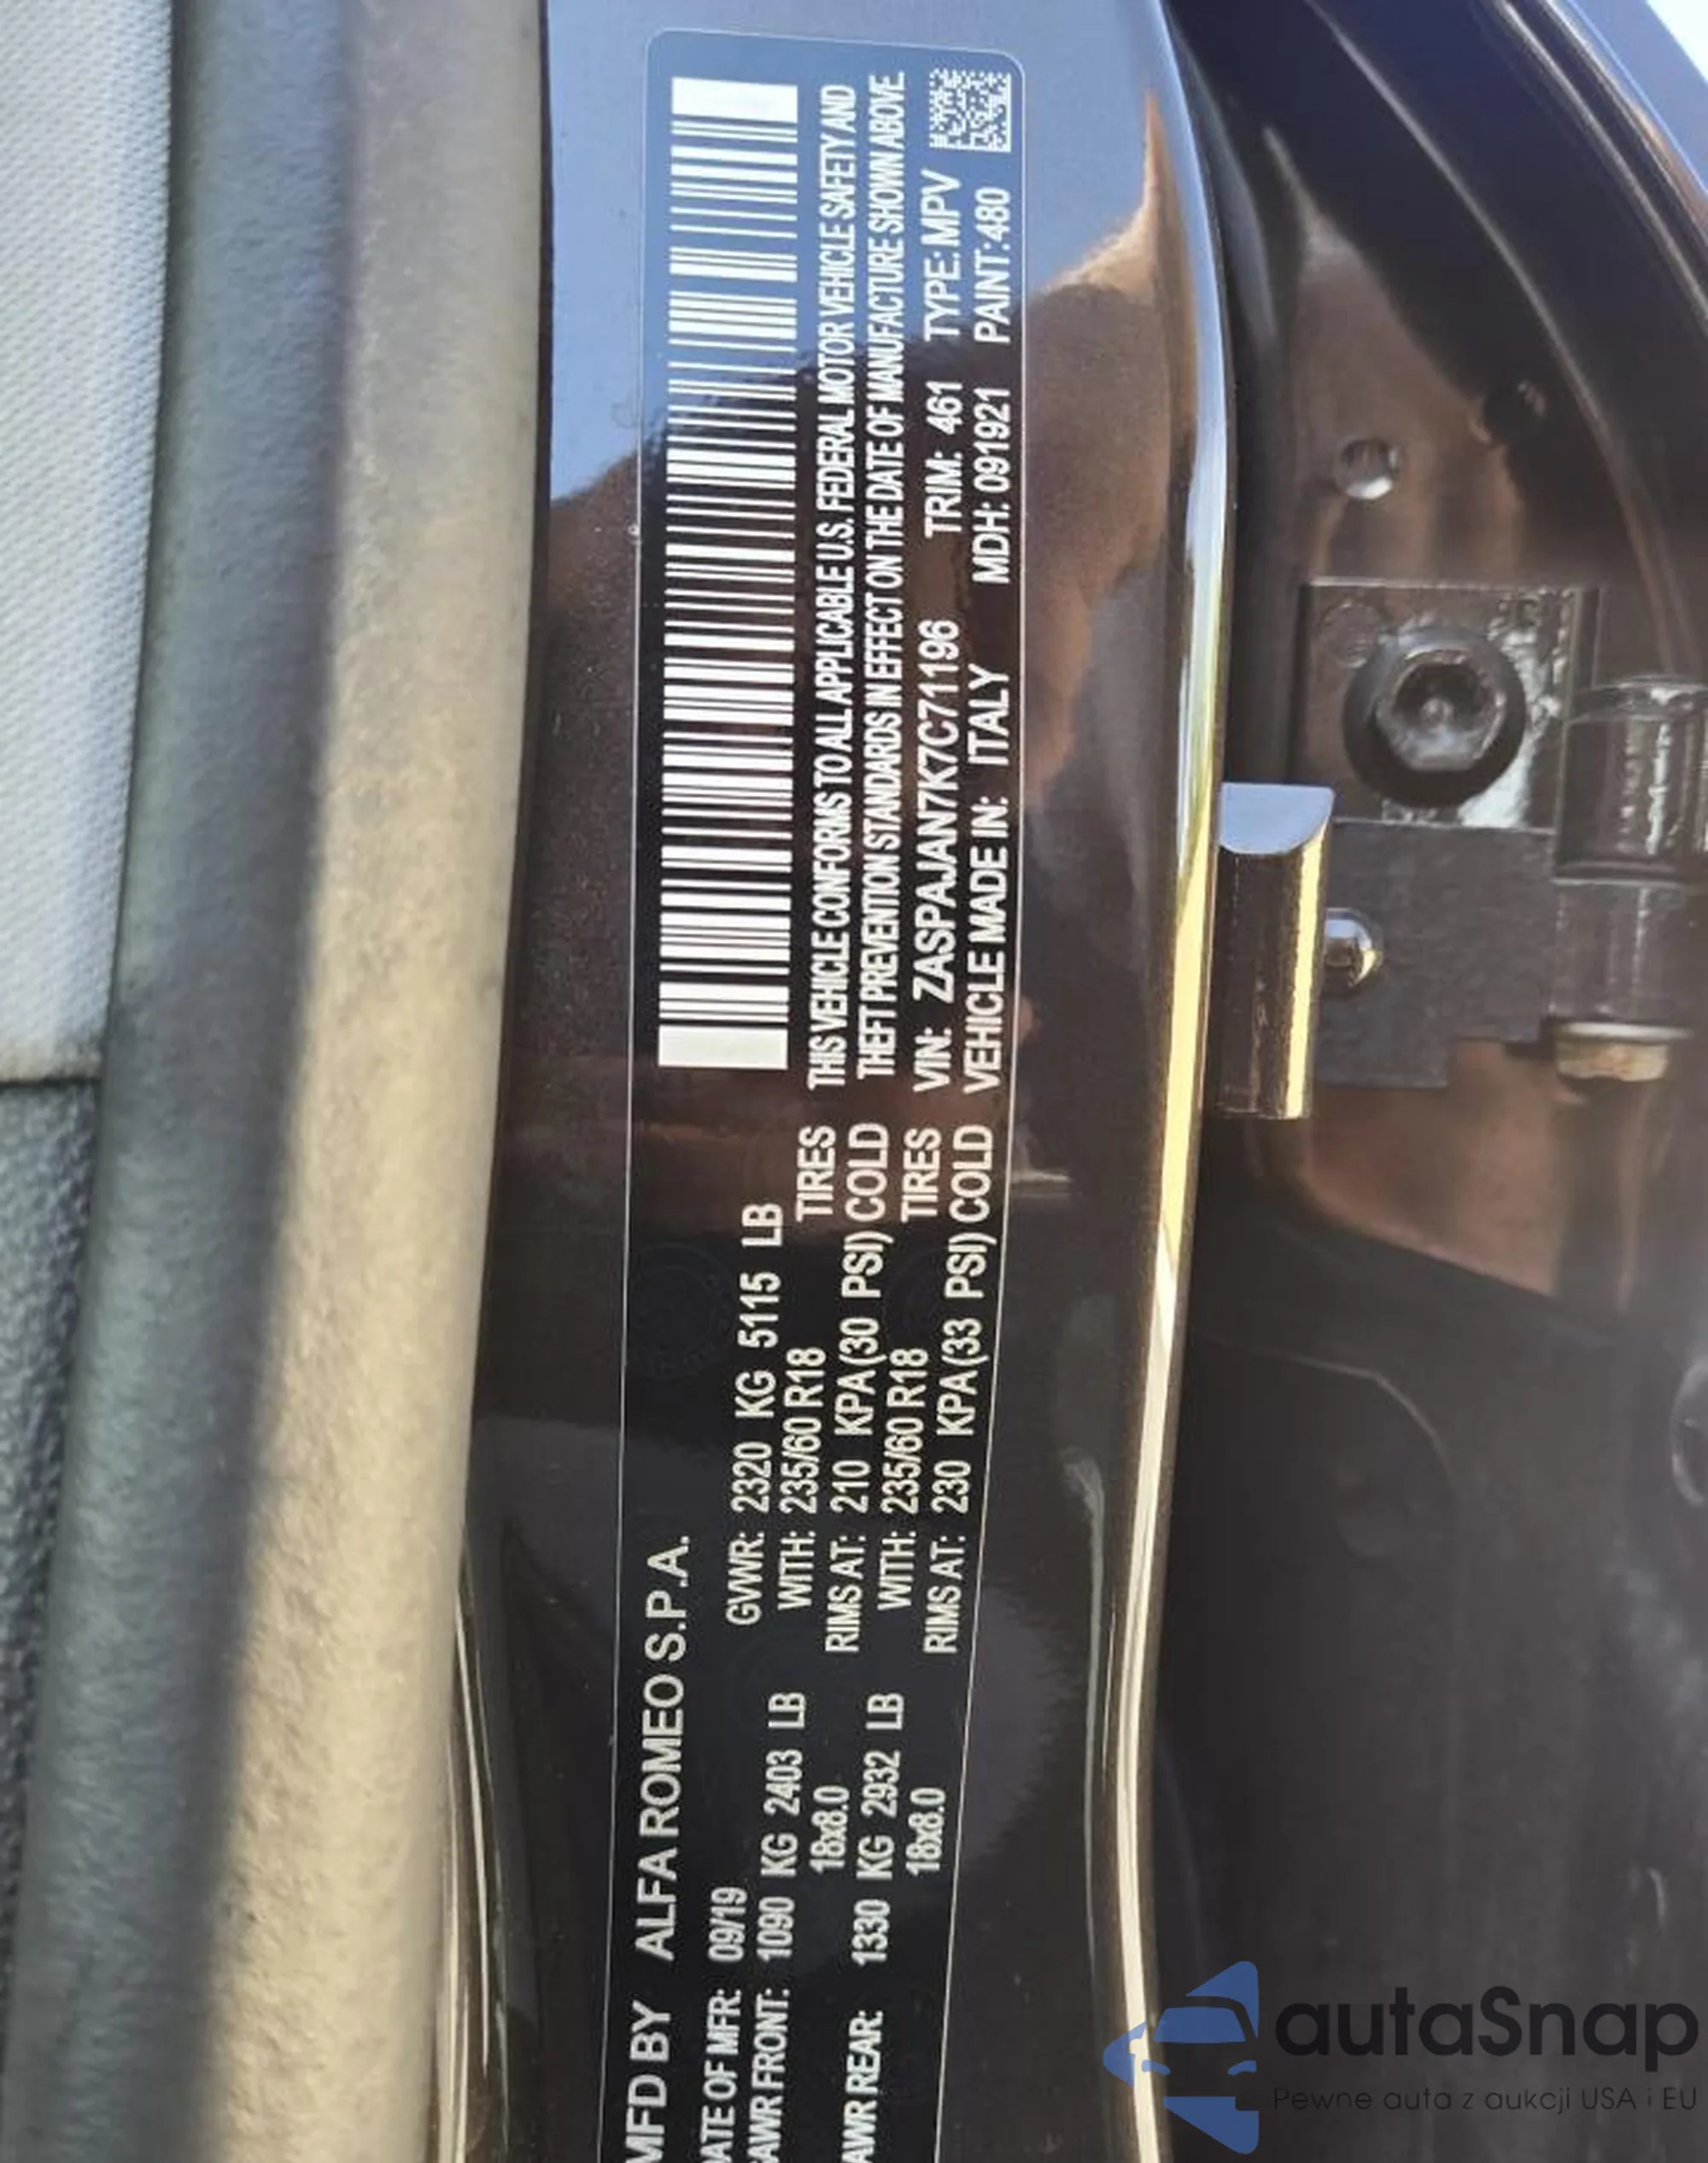 MFD BY ALFA ROMEO S.P.A.
DATE OF MFR: 09/19 GVWR: 2320 KG 5115 LB
GAWR FRONT: 1090 KG 2403 LB WITH: 235/60 R18 TIRES
18x8.0 RIMS AT: 210 KPA (30 PSI) COLD
GAWR REAR: 1330 KG 2932 LB WITH: 235/60 R18 TIRES
18x8.0 RIMS AT: 230 KPA (33 PSI) COLD
THIS VEHICLE CONFORMS TO ALL APPLICABLE U.S. FEDERAL MOTOR VEHICLE SAFETY AND
THEFT PREVENTION STANDARDS IN EFFECT ON THE DATE OF MANUFACTURE SHOWN ABOVE.
VIN: ZASPAJAN7K7C71196 TRIM: 461 TYPE: MPV
VEHICLE MADE IN: ITALY MDH: 091921 PAINT: 480
autaSnap
Pewne auta z aukcji USA i EU